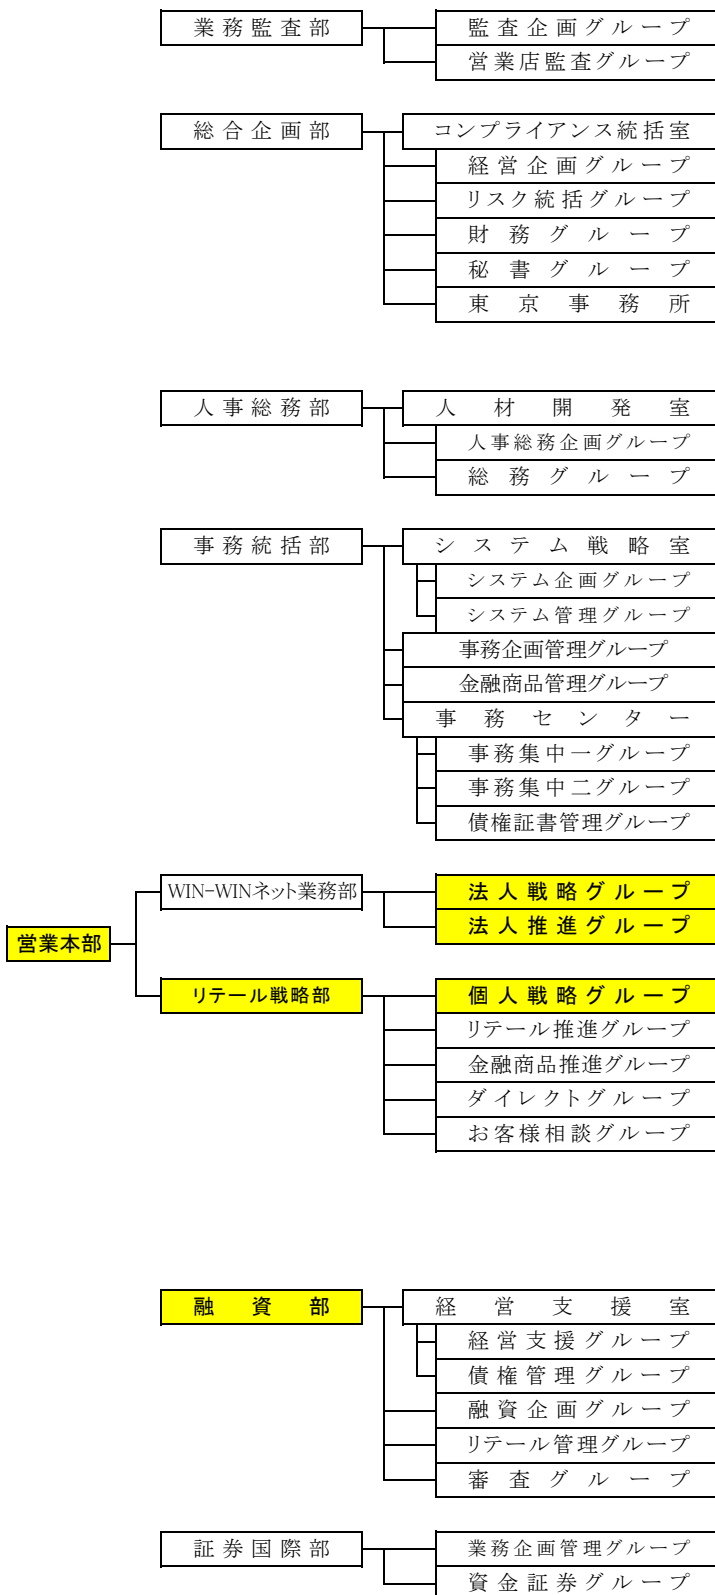 業務監査部 監査企画グループ
営業店監査グループ
総合企画部 コンプライアンス統括室
経営企画グループ
リスク統括グループ
財務グループ
秘書グループ
東京事務所
人事総務部 人材開発室
人事総務企画グループ
総務グループ
事務統括部 システム戦略室
システム企画グループ
システム管理グループ
事務企画管理グループ
金融商品管理グループ
事務センター
事務集中一グループ
事務集中二グループ
債権証書管理グループ
WIN-WINネット業務部 法人戦略グループ
法人推進グループ
営業本部
リテール戦略部 個人戦略グループ
リテール推進グループ
金融商品推進グループ
ダイレクトグループ
お客様相談グループ
融資部 経営支援室
経営支援グループ
債権管理グループ
融資企画グループ
リテール管理グループ
審査グループ
証券国際部 業務企画管理グループ
資金証券グループ